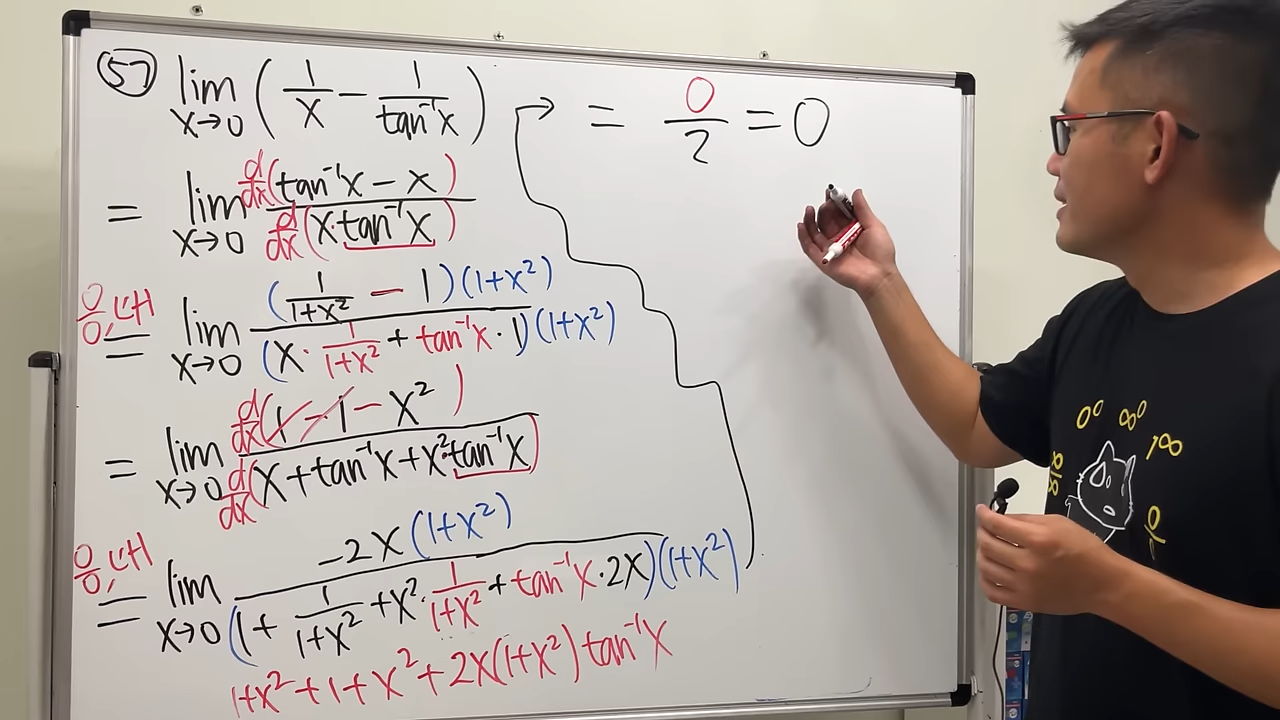 57 lim x→0 (1/x − 1/tan⁻¹x)
= lim x→0 d/dx(tan⁻¹x − x) / d/dx(x·tan⁻¹x)
0/0, L'H = lim x→0 (1/(1+x²) − 1)(1+x²) / (x·1/(1+x²) + tan⁻¹x·1)(1+x²)
= lim x→0 d/dx(1−1−x²) / d/dx(x+tan⁻¹x+x²·tan⁻¹x)
0/0, L'H = lim x→0 −2x(1+x²) / (1+1/(1+x²)+x²·1/(1+x²)+tan⁻¹x·2x)(1+x²)
1+x²+1+x²+2x(1+x²)tan⁻¹x
= 0/2 = 0
0⁰ ∞⁰
1^∞